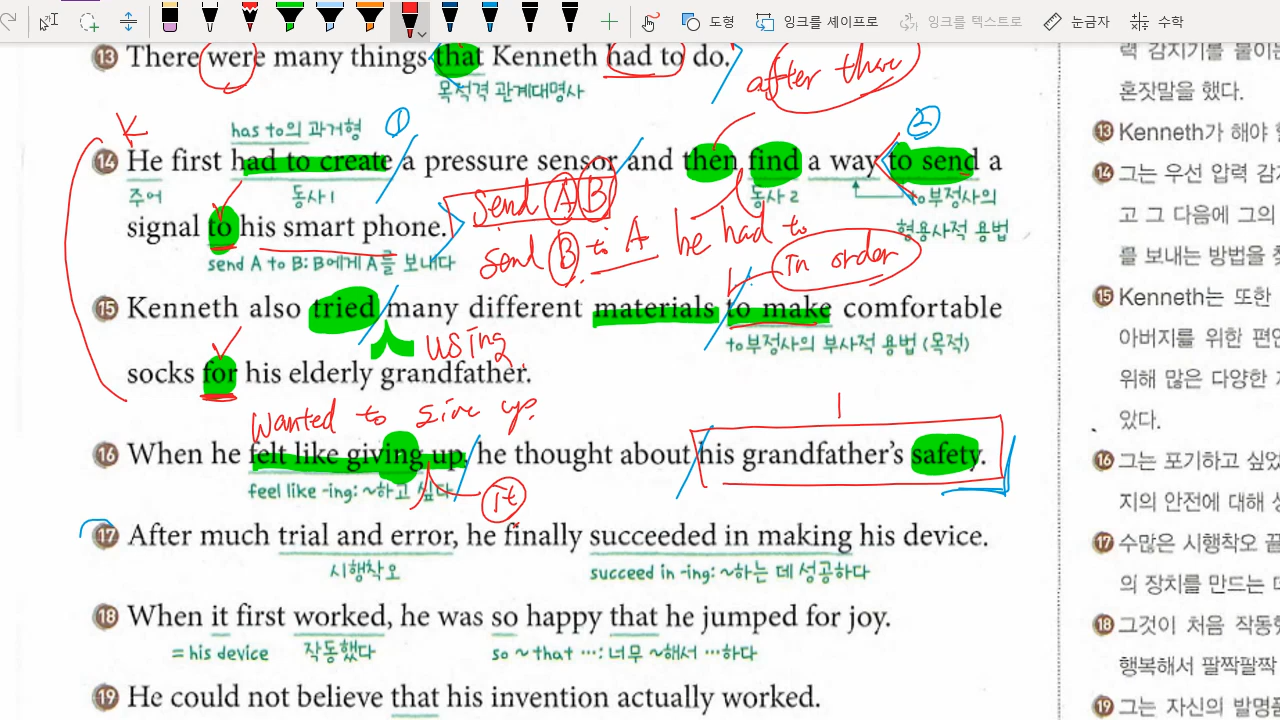 도형 잉크를 셰이프로 잉크를 텍스트로 눈금자 수학
⑬ There were many things that Kenneth had to do.
목적격 관계대명사
after
K
has to의 과거형 ① ②
⑭ He first had to create a pressure sensor and then find a way to send a
주어 동사 1 동사 2 to부정사의
send A B
signal to his smart phone. 형용사적 용법
send B to A he had to
send A to B: B에게 A를 보내다
in order
⑮ Kenneth also tried many different materials to make comfortable
using to부정사의 부사적 용법 (목적)
socks for his elderly grandfather.
wanted to give up
⑯ When he felt like giving up, he thought about his grandfather's safety.
feel like -ing: ~하고 싶다 it
⑰ After much trial and error, he finally succeeded in making his device.
시행착오 succeed in -ing: ~하는 데 성공하다
⑱ When it first worked, he was so happy that he jumped for joy.
= his device 작동했다 so ~ that …: 너무 ~해서 …하다
⑲ He could not believe that his invention actually worked.
력 감지기를 붙이
혼잣말을 했다.
⑬ Kenneth가 해야
⑭ 그는 우선 압력 감
고 그 다음에 그의
를 보내는 방법을
⑮ Kenneth는 또한
아버지를 위한 편
위해 많은 다양한
았다.
⑯ 그는 포기하고 싶었
지의 안전에 대해
⑰ 수많은 시행착오 끝
의 장치를 만드는 데
⑱ 그것이 처음 작동
행복해서 팔짝팔짝
⑲ 그는 자신의 발명품